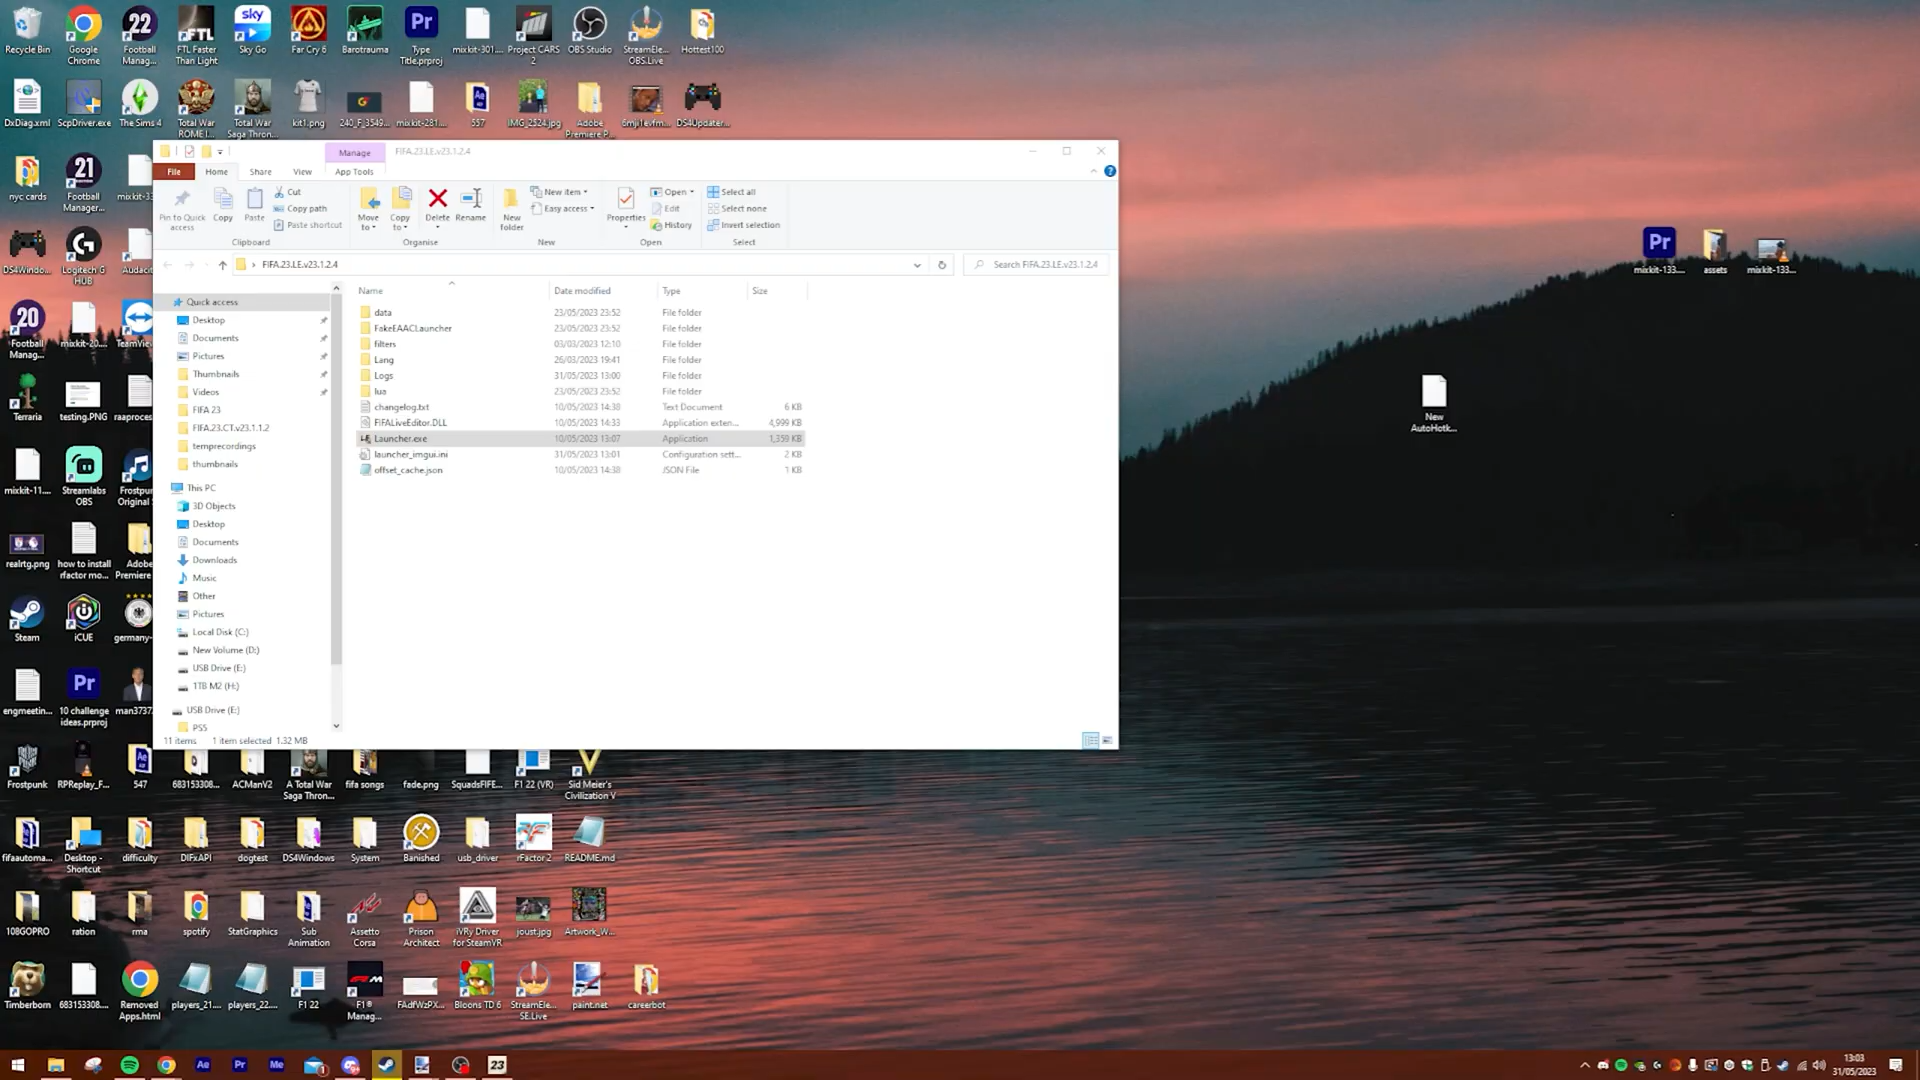 Recycle Bin
Google Chrome
Football Manag...
FTL Faster Than Light
Sky Go
Far Cry 6
Barotrauma
Type Title.prproj
mixkit-301....
Project CARS 2
OBS Studio
StreamEle... OBS.Live
Hottest100
DxDiag.xml
ScpDriver.exe
The Sims 4
Total War ROME I...
Total War Saga Thron...
kit1.png
240_F_3549...
mixkit-281....
557
IMG_2524.jpg
Adobe Premiere P...
6mji1evfm...
DS4Updater...
Manage
FIFA.23.LE.v23.1.2.4
File
Home
Share
View
App Tools
Pin to Quick access
Copy
Paste
Cut
Copy path
Paste shortcut
Clipboard
Move to
Copy to
Delete
Rename
Organise
New folder
New item
Easy access
New
Properties
Open
Edit
History
Open
Select all
Select none
Invert selection
Select
FIFA.23.LE.v23.1.2.4
Search FIFA.23.LE.v23.1.2.4
Name
Date modified
Type
Size
data 23/05/2023 23:52 File folder
FakeEAACLauncher 23/05/2023 23:52 File folder
filters 03/03/2023 12:10 File folder
Lang 26/03/2023 19:41 File folder
Logs 31/05/2023 13:00 File folder
lua 23/05/2023 23:52 File folder
changelog.txt 10/05/2023 14:38 Text Document 6 KB
FIFALiveEditor.DLL 10/05/2023 14:33 Application exten... 4,999 KB
Launcher.exe 10/05/2023 13:07 Application 1,359 KB
launcher_imgui.ini 31/05/2023 13:01 Configuration sett... 2 KB
offset_cache.json 10/05/2023 14:38 JSON File 1 KB
Quick access
Desktop
Documents
Pictures
Thumbnails
Videos
FIFA 23
FIFA.23.CT.v23.1.1.2
temprecordings
thumbnails
This PC
3D Objects
Desktop
Documents
Downloads
Music
Other
Pictures
Local Disk (C:)
New Volume (D:)
USB Drive (E:)
1TB M2 (H:)
USB Drive (E:)
PS5
11 items 1 item selected 1.32 MB
nyc cards
Football Manager...
mixkit-33
DS4Windo...
Logitech G HUB
Audacit
Football Manag...
mixkit-20....
TeamView
Terraria
testing.PNG
raaproces
mixkit-11....
Streamlabs OBS
Frostpun Original
realrtg.png
how to install rfactor mo...
Adobe Premiere
Steam
iCUE
germany-
engmeetin...
10 challenge ideas.prproj
man3737
mixkit-133....
assets
mixkit-133...
New AutoHotk...
Frostpunk
RPReplay_F...
547
683153308...
ACManV2
A Total War Saga Thron...
fifa songs
fade.png
SquadsFIFE...
F1 22 (VR)
Sid Meier's Civilization V
fifaautoma...
Desktop - Shortcut
difficulty
DIFxAPI
dogtest
DS4Windows
System
Banished
usb_driver
rFactor 2
README.md
108GOPRO
ration
rma
spotify
StatGraphics
Sub Animation
Assetto Corsa
Prison Architect
iVRy Driver for SteamVR
joust.jpg
Artwork_W...
Timberborn
683153308....
Removed Apps.html
players_21....
players_22....
F1 22
F1® Manag...
FAdfWzPX...
Bloons TD 6
StreamEle... SE.Live
paint.net
careerbot
13:03
31/05/2023